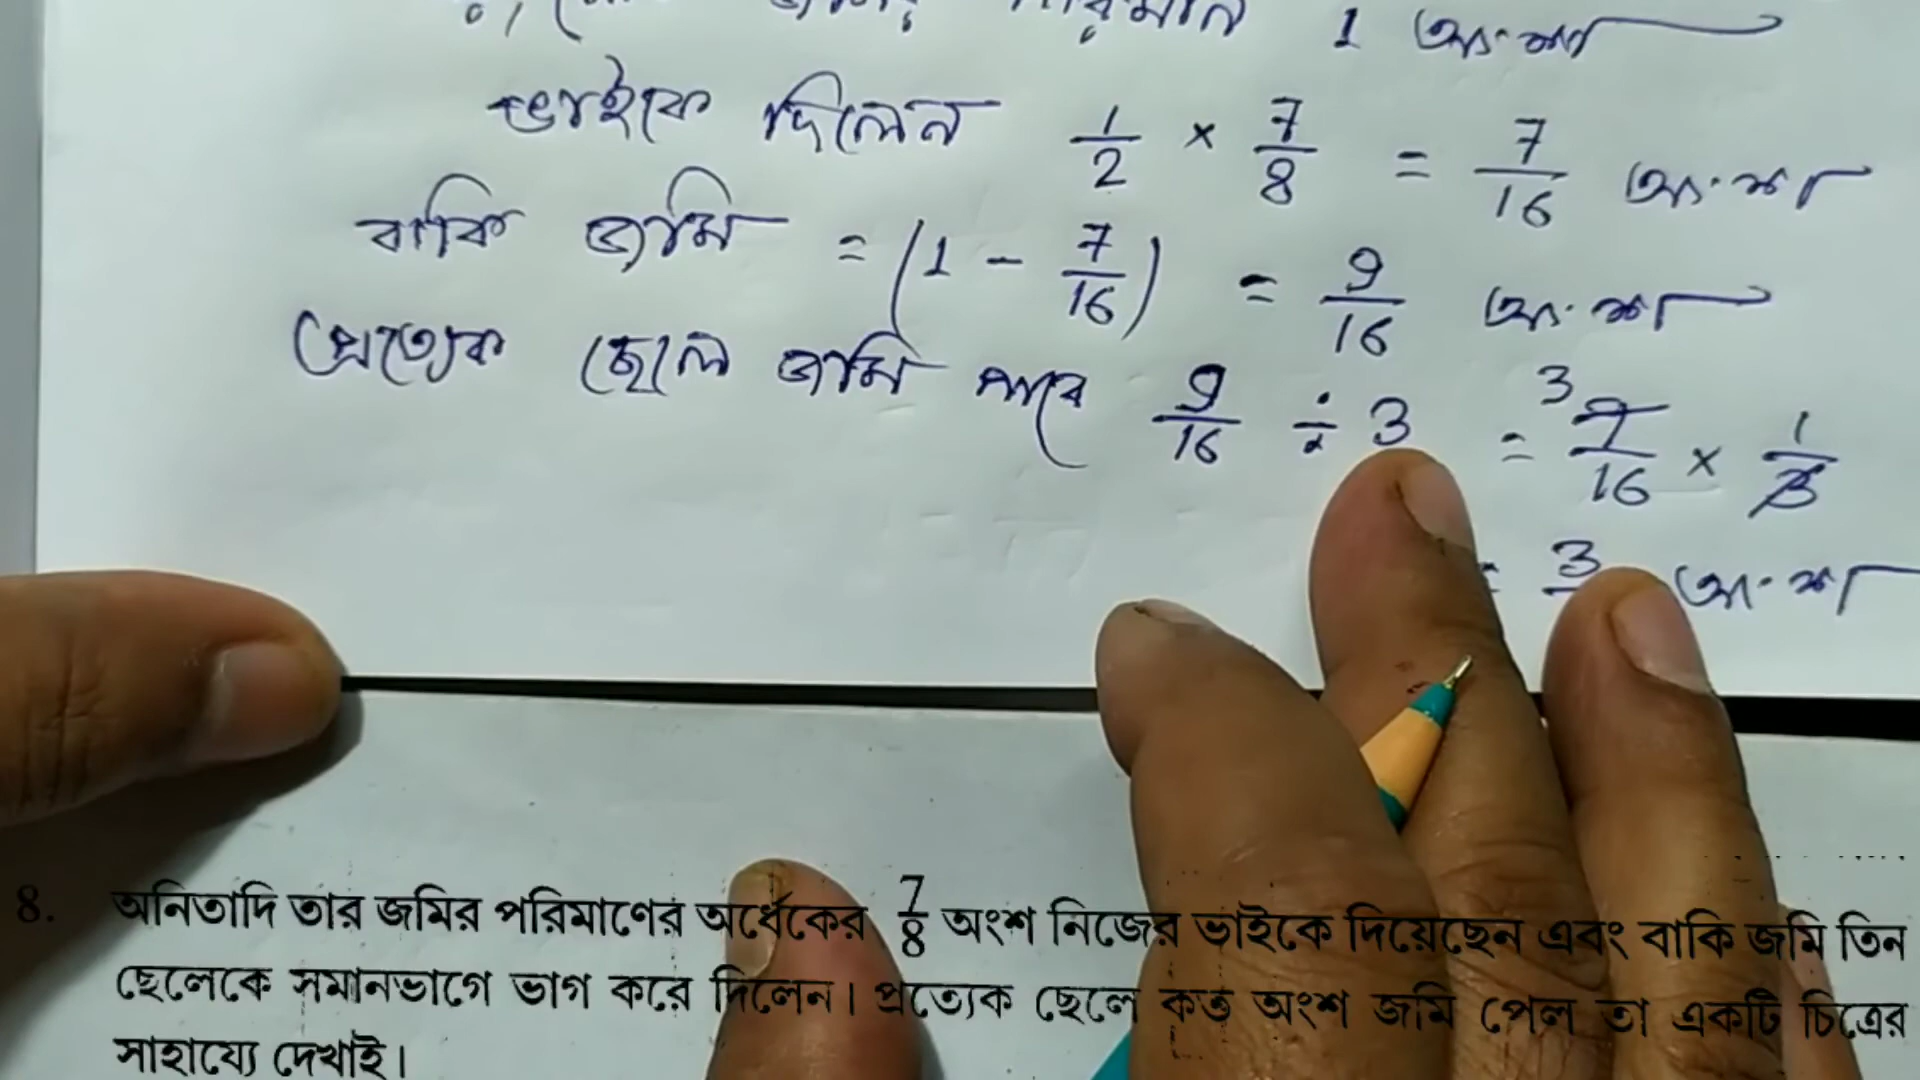 1 অংশ
ভাইকে দিলেন 1/2 × 7/8 = 7/16 অংশ
বাকি জমি = (1 - 7/16) = 9/16 অংশ
প্রত্যেক ছেলে জমি পাবে 9/16 ÷ 3 = 3 9/16 × 1/3
= 3 অংশ
8. অনিতাদি তার জমির পরিমাণের অর্ধেকের 7/8 অংশ নিজের ভাইকে দিয়েছেন এবং বাকি জমি তিন
ছেলেকে সমানভাগে ভাগ করে দিলেন। প্রত্যেক ছেলে কত অংশ জমি পেল তা একটি চিত্রের
সাহায্যে দেখাই।